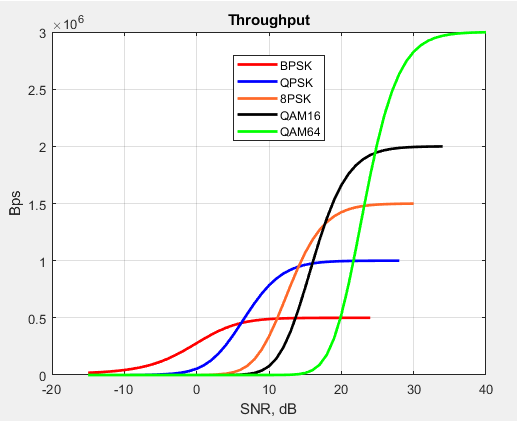 Throughput
×10⁶
3
2.5
2
1.5
1
0.5
0
Bps
BPSK
QPSK
8PSK
QAM16
QAM64
-20 -10 0 10 20 30 40
SNR, dB